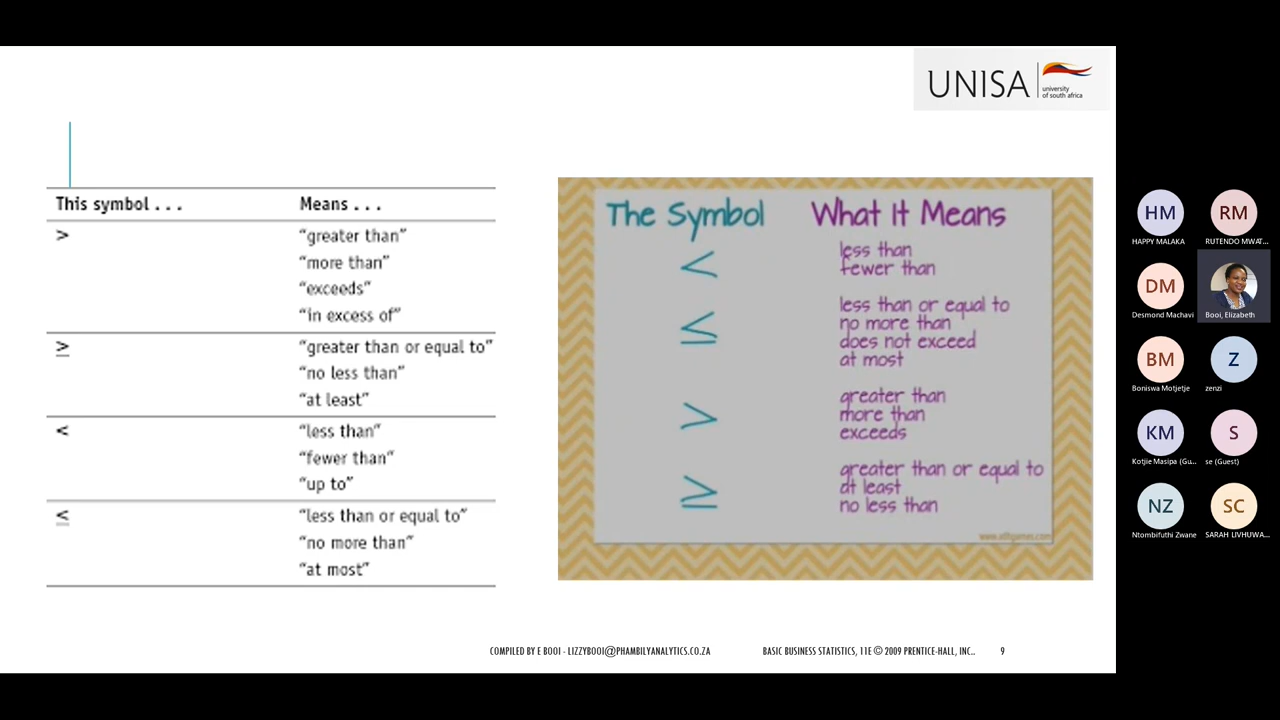 UNISA
university
of south africa
This symbol . . . Means . . .
> “greater than”
“more than”
“exceeds”
“in excess of”
≥ “greater than or equal to”
“no less than”
“at least”
< “less than”
“fewer than”
“up to”
≤ “less than or equal to”
“no more than”
“at most”
The Symbol What It Means
< less than
fewer than
≤ less than or equal to
no more than
does not exceed
at most
> greater than
more than
exceeds
≥ greater than or equal to
at least
no less than
COMPILED BY E BOOI - LIZZYBOOI@PHAMBILYANALYTICS.CO.ZA BASIC BUSINESS STATISTICS, 11E © 2009 PRENTICE-HALL, INC.. 9
HM RM
HAPPY MALAKA RUTENDO MWAT...
DM
Desmond Machavi Booi, Elizabeth
BM Z
Boniswa Motjetje zenzi
KM S
Kotjie Masipa (Gu... se (Guest)
NZ SC
Ntombifuthi Zwane SARAH LIVHUWA...